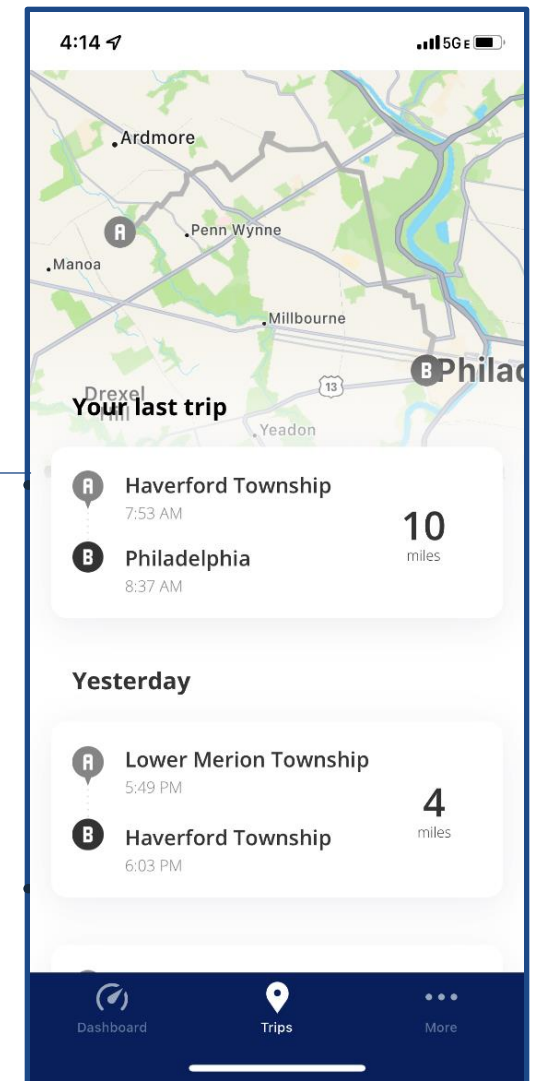 4:14
5G E
Ardmore
A
Penn Wynne
Manoa
Millbourne
B
Philad
13
Drexel
Hill
Your last trip
Yeadon
A
Haverford Township
7:53 AM
10
miles
B
Philadelphia
8:37 AM
Yesterday
A
Lower Merion Township
5:49 PM
4
miles
B
Haverford Township
6:03 PM
Dashboard
Trips
More